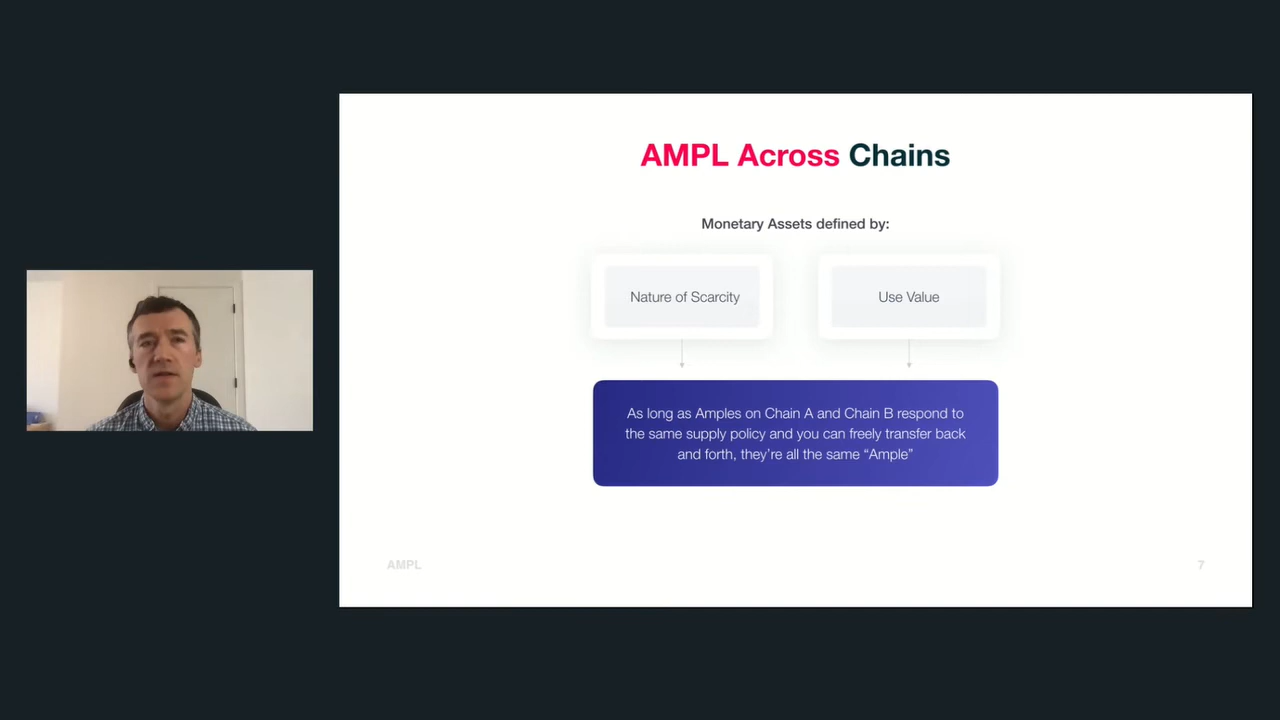 AMPL Across Chains
Monetary Assets defined by:
Nature of Scarcity
Use Value
As long as Amples on Chain A and Chain B respond to
the same supply policy and you can freely transfer back
and forth, they’re all the same “Ample”
AMPL
7